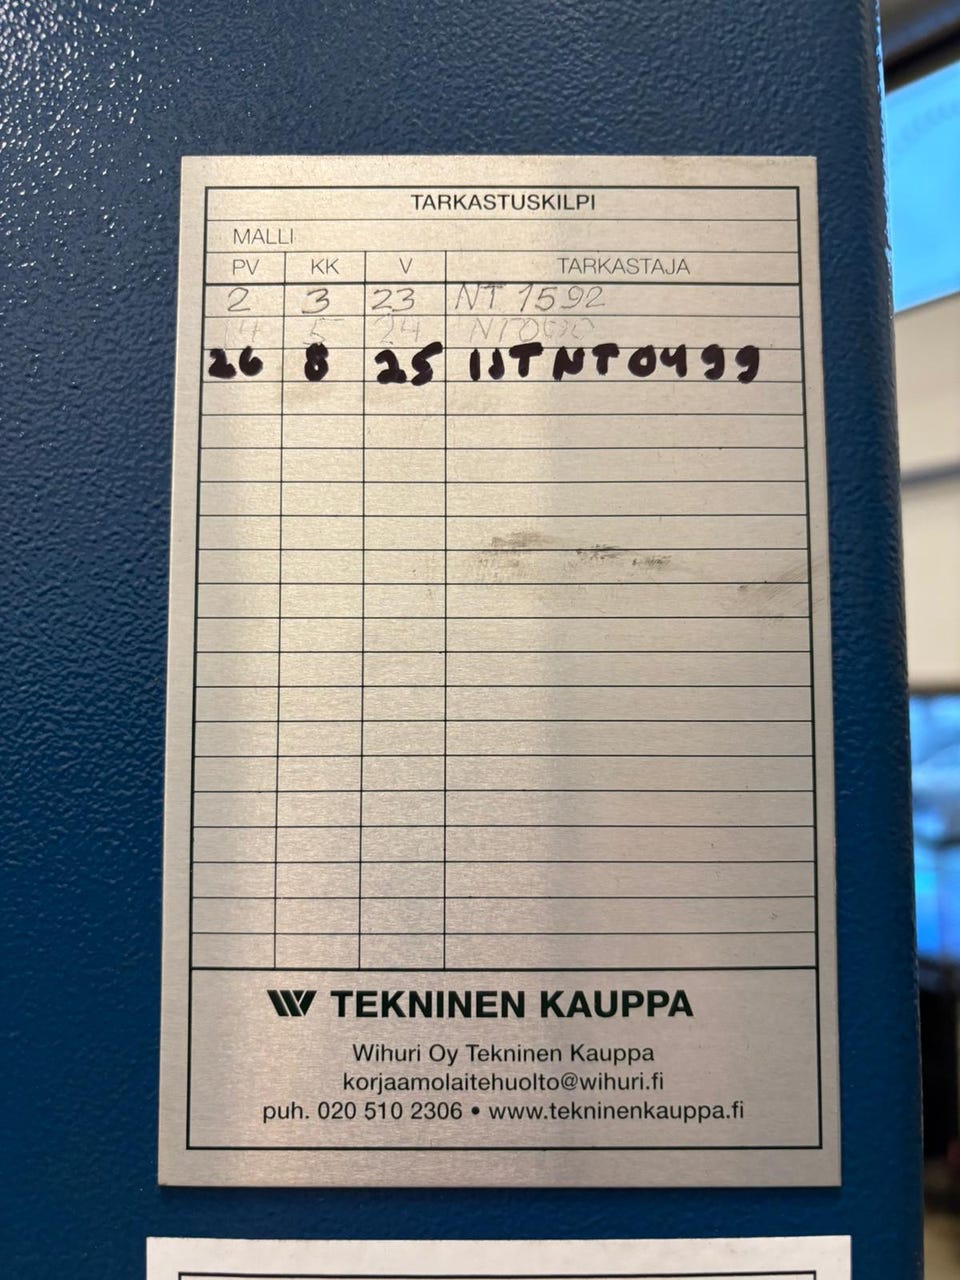 TARKASTUSKILPI
MALLI
PV KK V TARKASTAJA
2 3 23 NT 1592
14 5 24
26 8 25 NT0499
TEKNINEN KAUPPA
Wihuri Oy Tekninen Kauppa
korjaamolaitehuolto@wihuri.fi
puh. 020 510 2306 • www.tekninenkauppa.fi